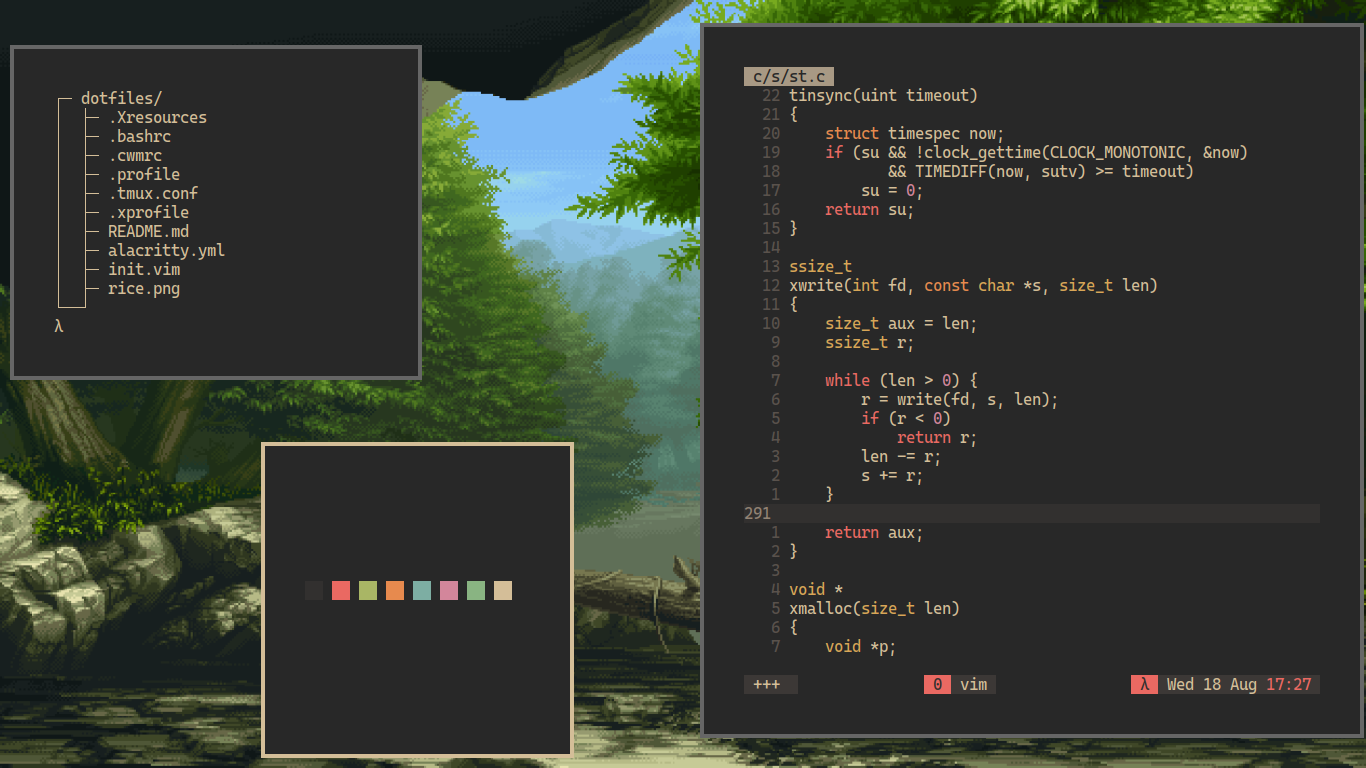 dotfiles/
.Xresources
.bashrc
.cwmrc
.profile
.tmux.conf
.xprofile
README.md
alacritty.yml
init.vim
rice.png
λ
c/s/st.c
22 tinsync(uint timeout)
21 {
20     struct timespec now;
19     if (su && !clock_gettime(CLOCK_MONOTONIC, &now)
18            && TIMEDIFF(now, sutv) >= timeout)
17         su = 0;
16     return su;
15 }
14
13 ssize_t
12 xwrite(int fd, const char *s, size_t len)
11 {
10     size_t aux = len;
9     ssize_t r;
8
7     while (len > 0) {
6         r = write(fd, s, len);
5         if (r < 0)
4             return r;
3         len -= r;
2         s += r;
1     }
291
1     return aux;
2 }
3
4 void *
5 xmalloc(size_t len)
6 {
7     void *p;
+++ 0 vim λ Wed 18 Aug 17:27